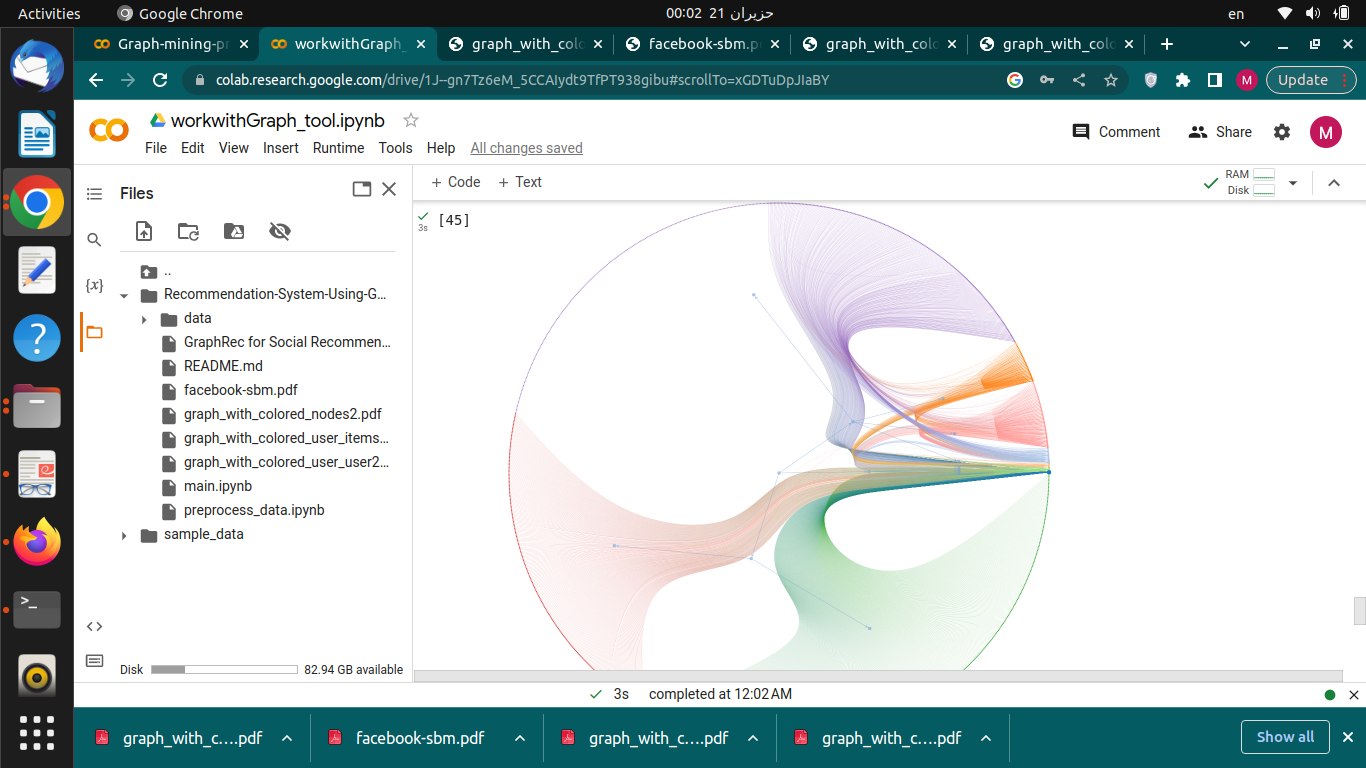 Activities Google Chrome 00:02 21 حزيران en
Graph-mining-pr workwithGraph_ graph_with_colo facebook-sbm.p graph_with_colo graph_with_colo
colab.research.google.com/drive/1J--gn7Tz6eM_5CCAIydt9TfPT938gibu#scrollTo=xGDTuDpJIaBY M Update
workwithGraph_tool.ipynb
File Edit View Insert Runtime Tools Help All changes saved
Comment Share M
Files
+ Code + Text
RAM
Disk
[45]
3s
{x}
..
Recommendation-System-Using-G...
data
GraphRec for Social Recommen...
README.md
facebook-sbm.pdf
graph_with_colored_nodes2.pdf
graph_with_colored_user_items...
graph_with_colored_user_user2...
main.ipynb
preprocess_data.ipynb
sample_data
Disk 82.94 GB available
3s completed at 12:02 AM
graph_with_c....pdf facebook-sbm.pdf graph_with_c....pdf graph_with_c....pdf Show all